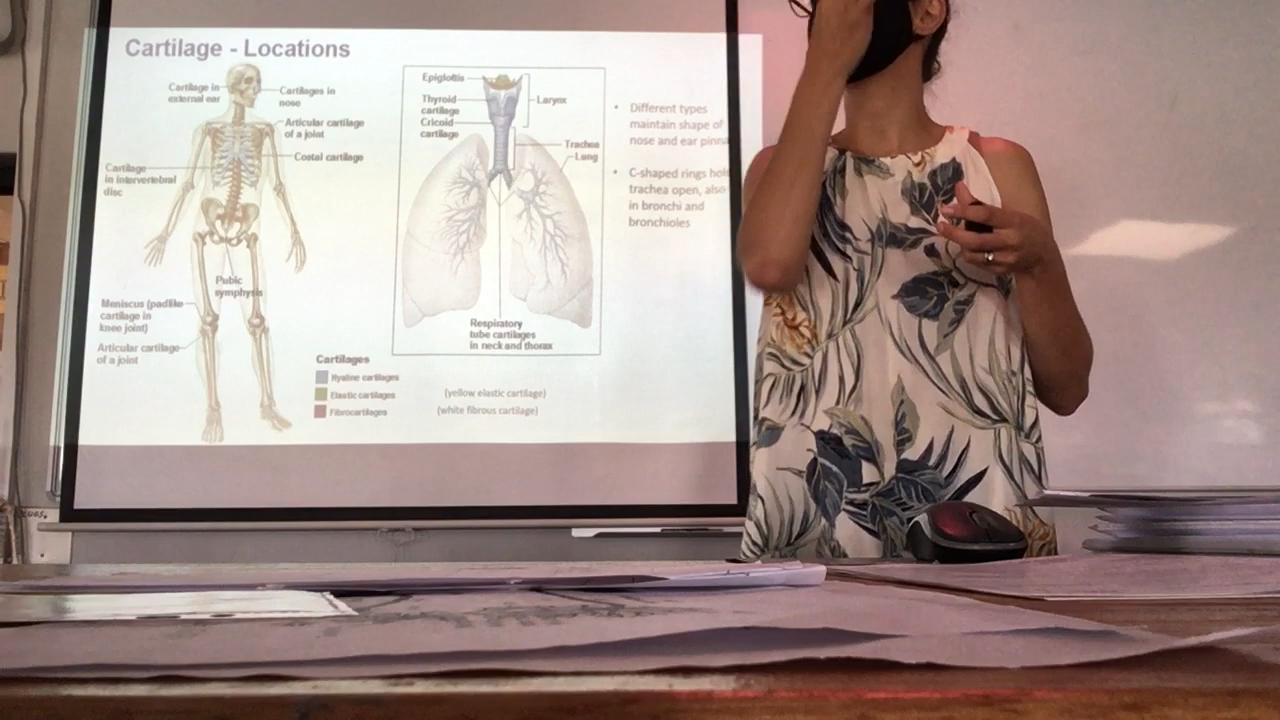 Cartilage - Locations
Cartilage in
external ear
Cartilages in
nose
Articular cartilage
of a joint
Costal cartilage
Cartilage
in intervertebral
disc
Pubic
symphysis
Meniscus (padlike
cartilage in
knee joint)
Articular cartilage
of a joint
Epiglottis
Thyroid
cartilage
Cricoid
cartilage
Larynx
Trachea
Lung
Respiratory
tube cartilages
in neck and thorax
Cartilages
Hyaline cartilages
Elastic cartilages
Fibrocartilages
(yellow elastic cartilage)
(white fibrous cartilage)
• Different types
maintain shape of
nose and ear pinna
• C-shaped rings hol
trachea open, also
in bronchi and
bronchioles